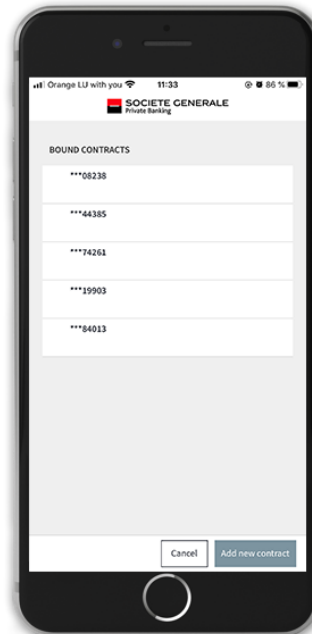 Orange LU with you 11:33 86 %
SOCIETE GENERALE
Private Banking
BOUND CONTRACTS
***08238
***44385
***74261
***19903
***84013
Cancel Add new contract